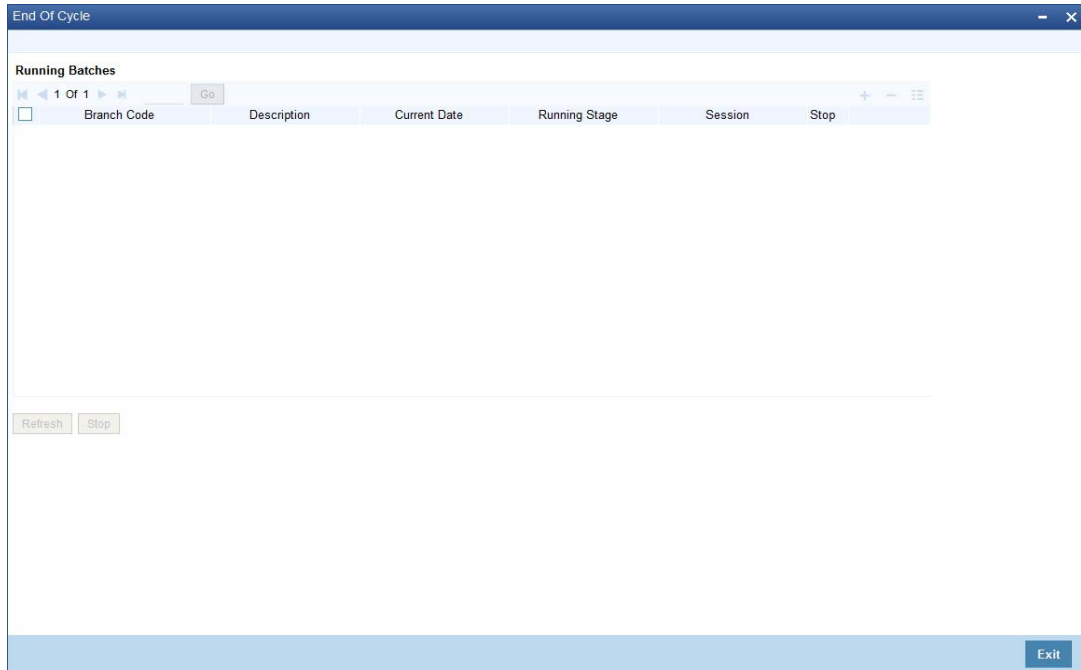 End Of Cycle
Running Batches
1 Of 1 Go
Branch Code Description Current Date Running Stage Session Stop
Refresh Stop
Exit